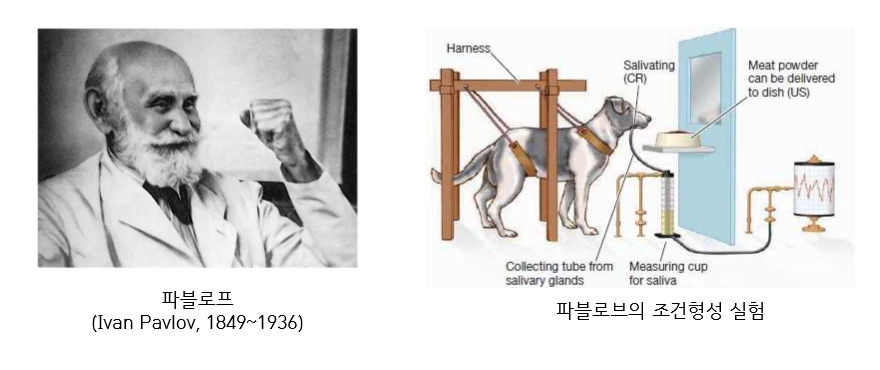 파블로프
(Ivan Pavlov, 1849~1936)
Harness
Salivating
(CR)
Meat powder
can be delivered
to dish (US)
Collecting tube from
salivary glands
Measuring cup
for saliva
파블로브의 조건형성 실험